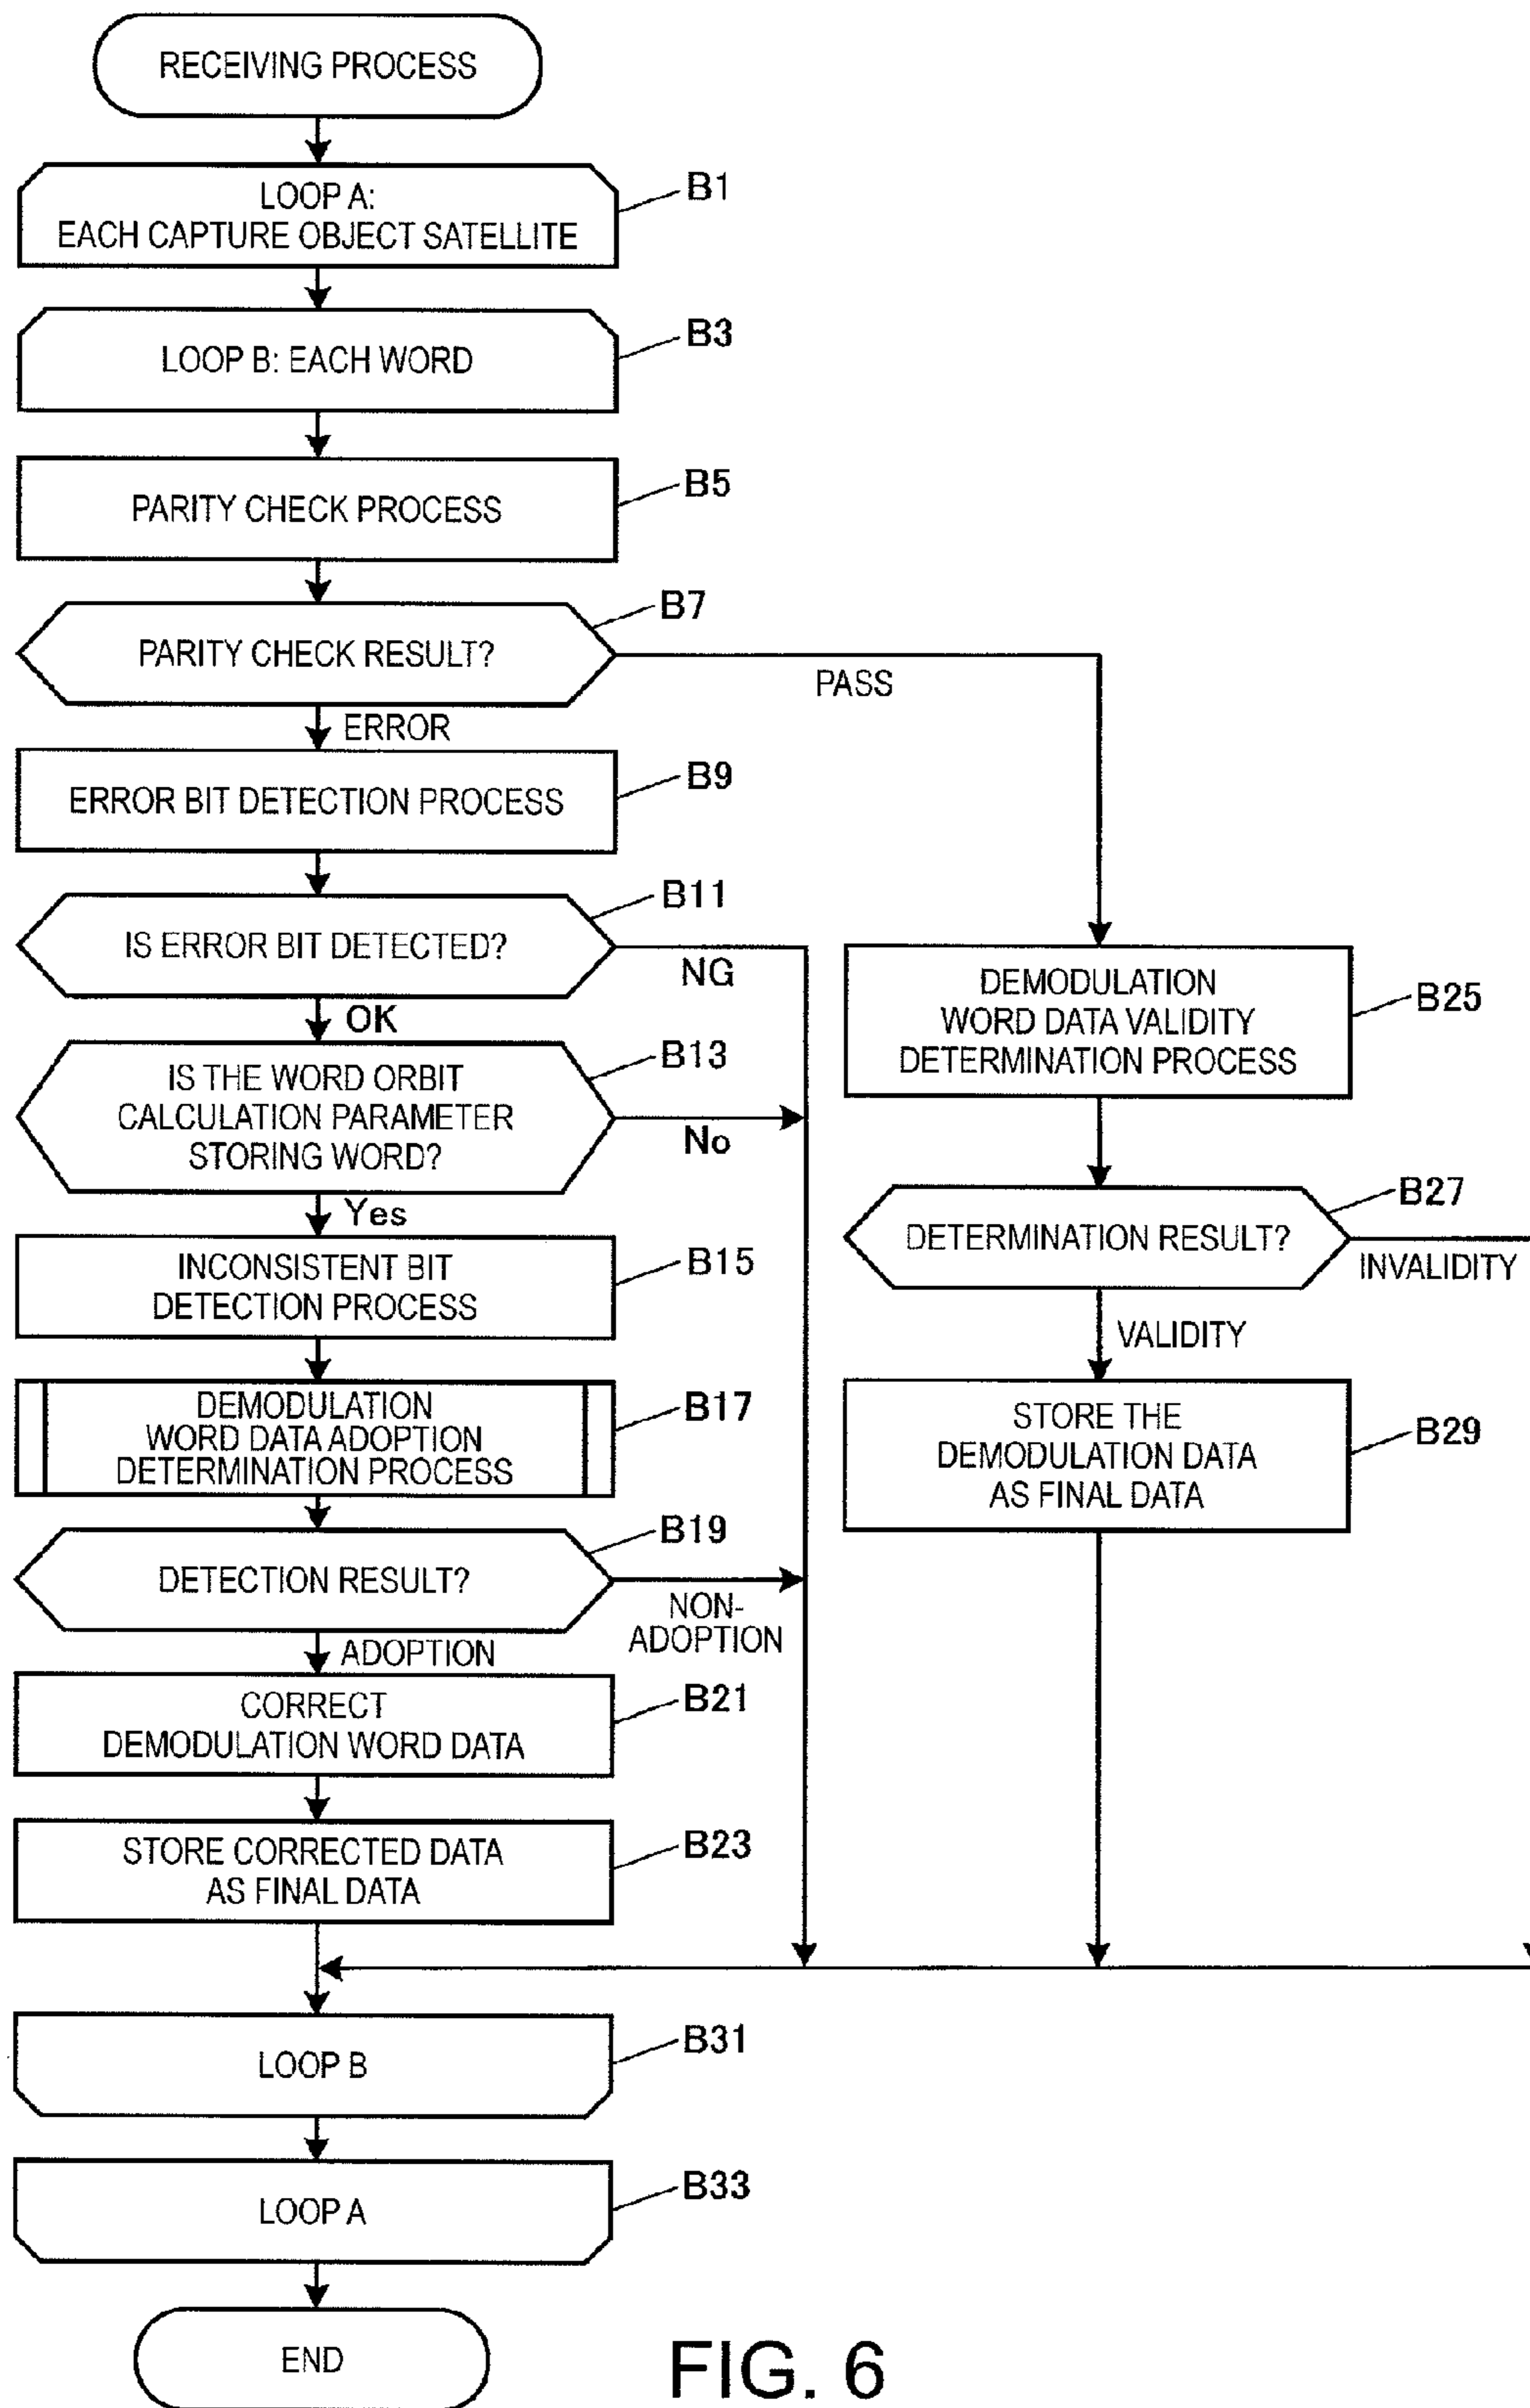 RECEIVING PROCESS
LOOP A:
EACH CAPTURE OBJECT SATELLITE
B1
LOOP B: EACH WORD
B3
PARITY CHECK PROCESS
B5
PARITY CHECK RESULT?
B7
PASS
ERROR
ERROR BIT DETECTION PROCESS
B9
IS ERROR BIT DETECTED?
B11
NG
OK
IS THE WORD ORBIT
CALCULATION PARAMETER
STORING WORD?
B13
No
Yes
INCONSISTENT BIT
DETECTION PROCESS
B15
DEMODULATION
WORD DATA ADOPTION
DETERMINATION PROCESS
B17
DETECTION RESULT?
B19
NON-
ADOPTION
ADOPTION
CORRECT
DEMODULATION WORD DATA
B21
STORE CORRECTED DATA
AS FINAL DATA
B23
DEMODULATION
WORD DATA VALIDITY
DETERMINATION PROCESS
B25
DETERMINATION RESULT?
B27
INVALIDITY
VALIDITY
STORE THE
DEMODULATION DATA
AS FINAL DATA
B29
LOOP B
B31
LOOP A
B33
END
FIG. 6